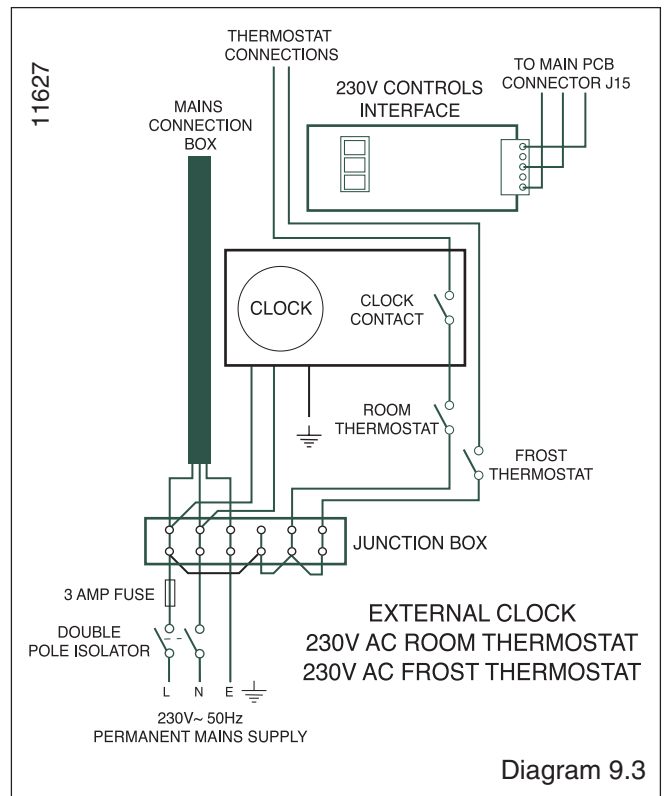 11627
THERMOSTAT
CONNECTIONS
TO MAIN PCB
CONNECTOR J15
230V CONTROLS
INTERFACE
MAINS
CONNECTION
BOX
CLOCK
CLOCK
CONTACT
ROOM
THERMOSTAT
FROST
THERMOSTAT
JUNCTION BOX
3 AMP FUSE
DOUBLE
POLE ISOLATOR
L N E
230V~ 50Hz
PERMANENT MAINS SUPPLY
EXTERNAL CLOCK
230V AC ROOM THERMOSTAT
230V AC FROST THERMOSTAT
Diagram 9.3